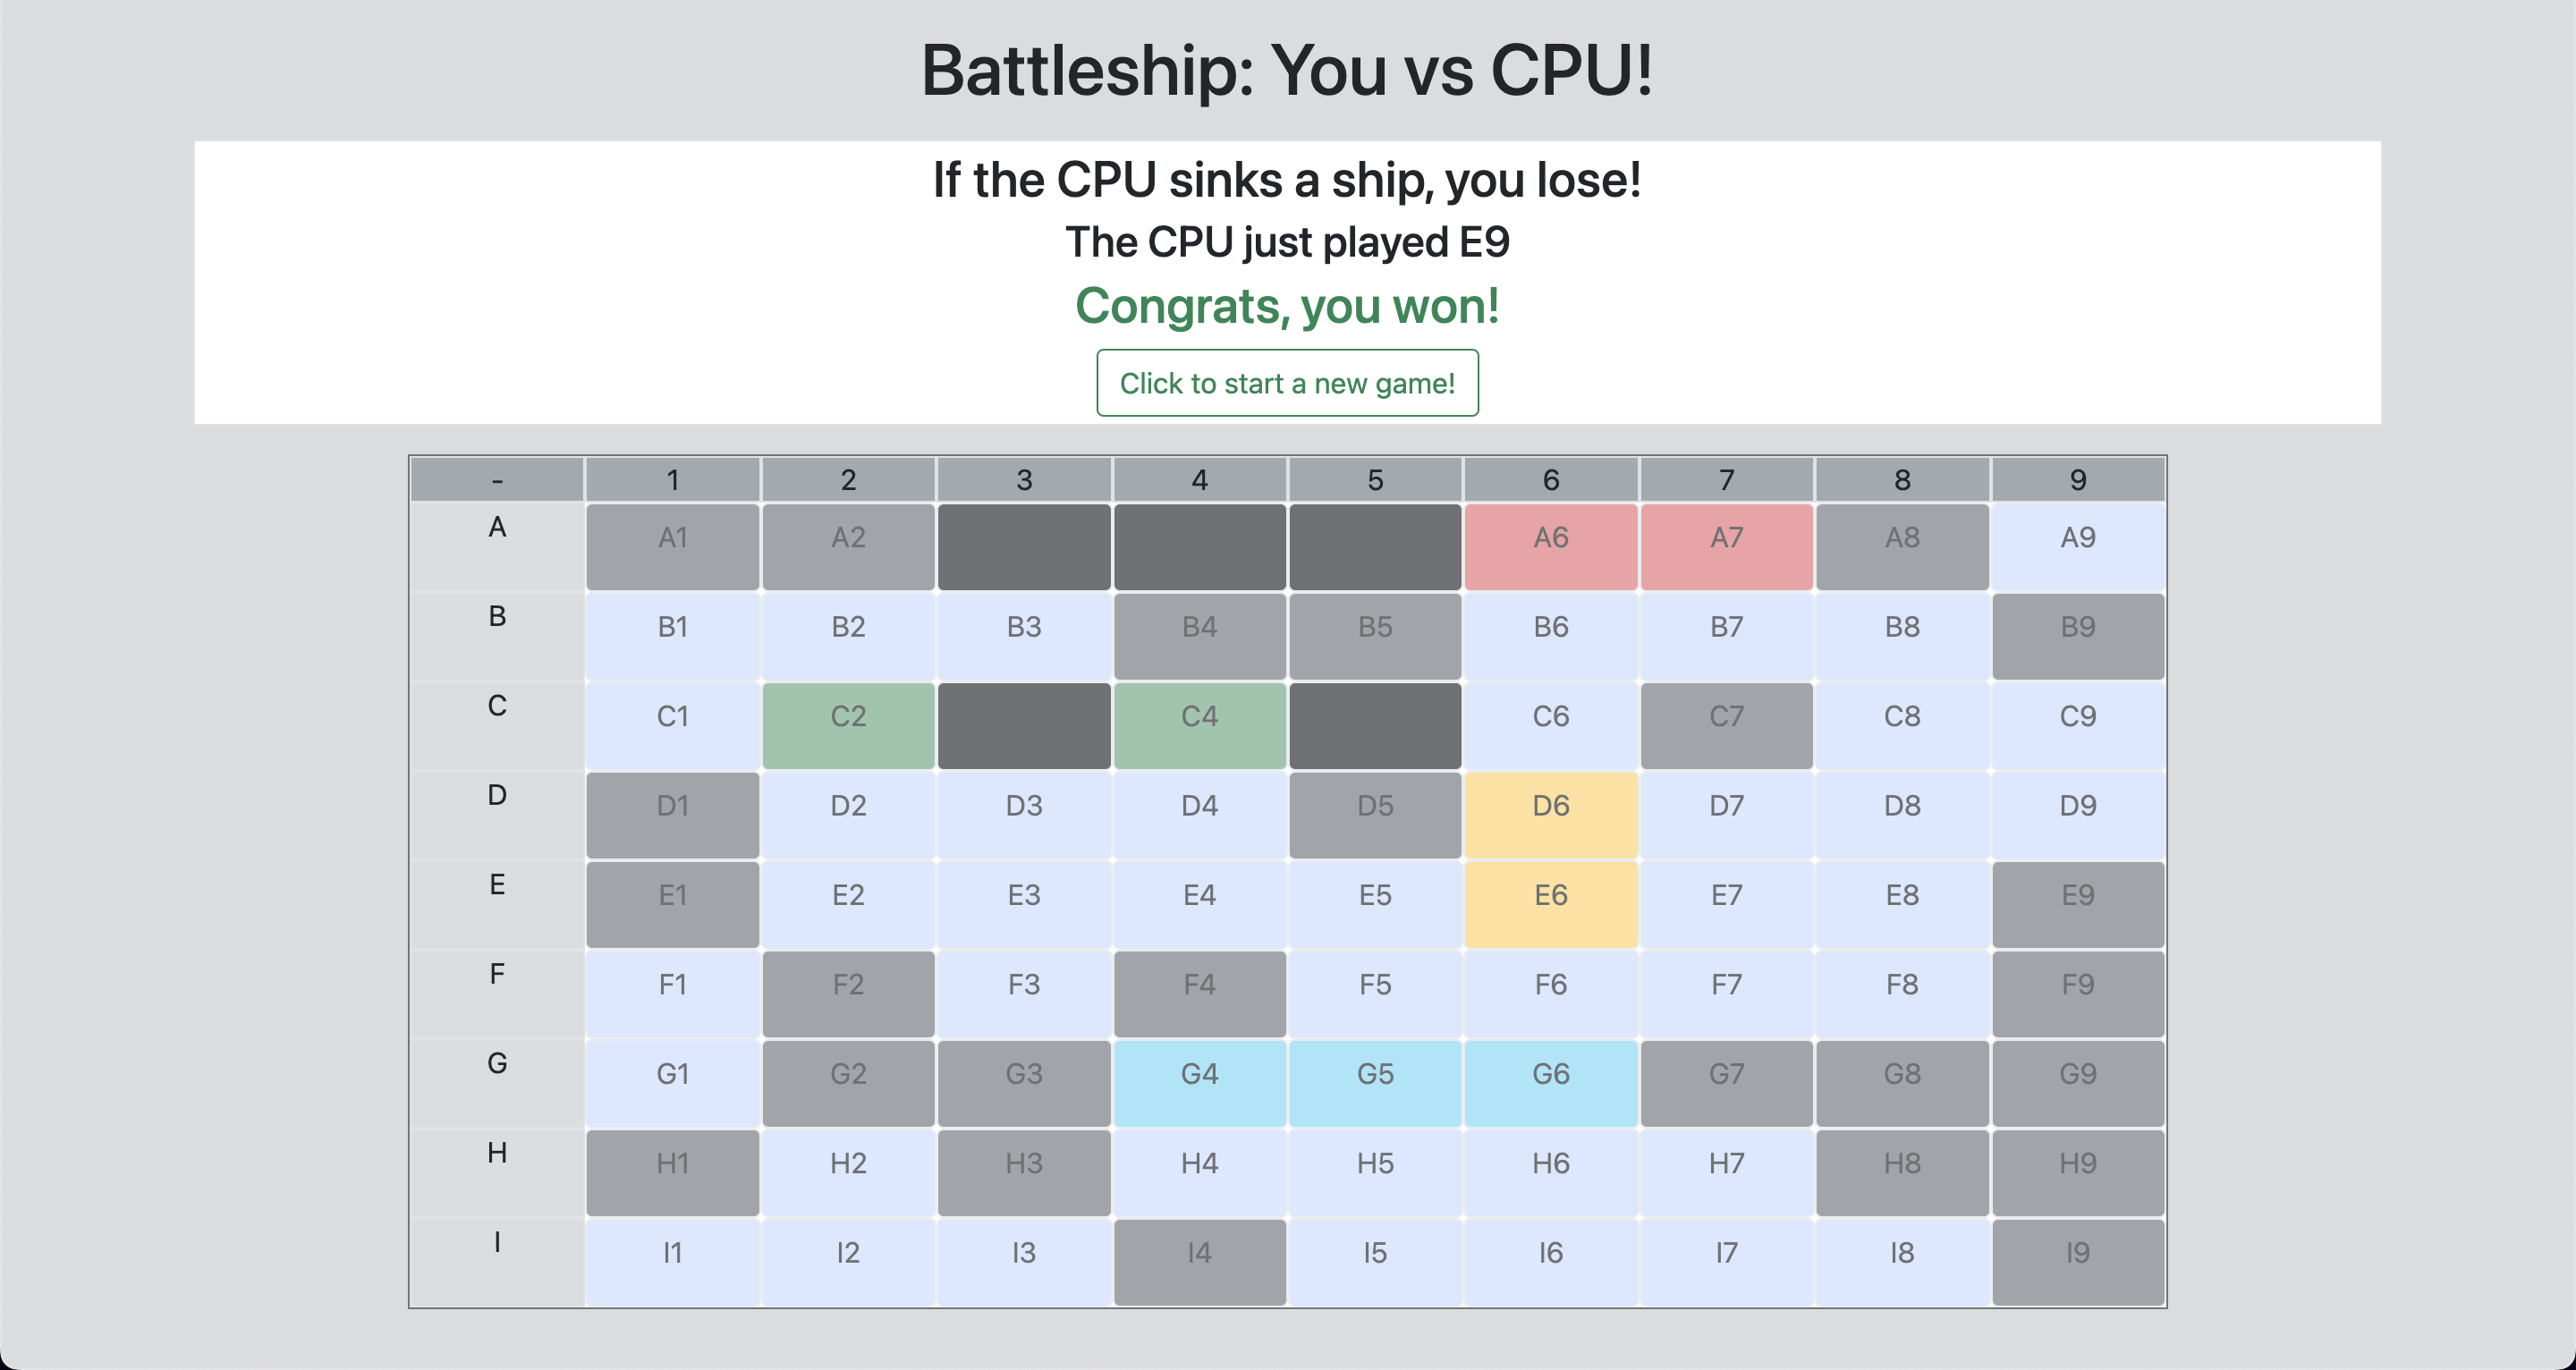 Battleship: You vs CPU!
If the CPU sinks a ship, you lose!
The CPU just played E9
Congrats, you won!
Click to start a new game!
- 1 2 3 4 5 6 7 8 9
A A1 A2 A6 A7 A8 A9
B B1 B2 B3 B4 B5 B6 B7 B8 B9
C C1 C2 C4 C6 C7 C8 C9
D D1 D2 D3 D4 D5 D6 D7 D8 D9
E E1 E2 E3 E4 E5 E6 E7 E8 E9
F F1 F2 F3 F4 F5 F6 F7 F8 F9
G G1 G2 G3 G4 G5 G6 G7 G8 G9
H H1 H2 H3 H4 H5 H6 H7 H8 H9
I I1 I2 I3 I4 I5 I6 I7 I8 I9